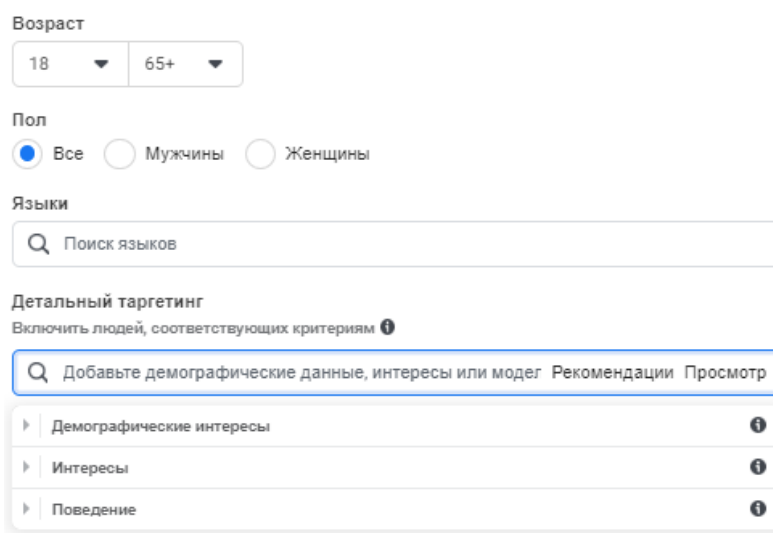 Возраст
18 65+
Пол
Все Мужчины Женщины
Языки
Поиск языков
Детальный таргетинг
Включить людей, соответствующих критериям
Добавьте демографические данные, интересы или модел Рекомендации Просмотр
Демографические интересы
Интересы
Поведение